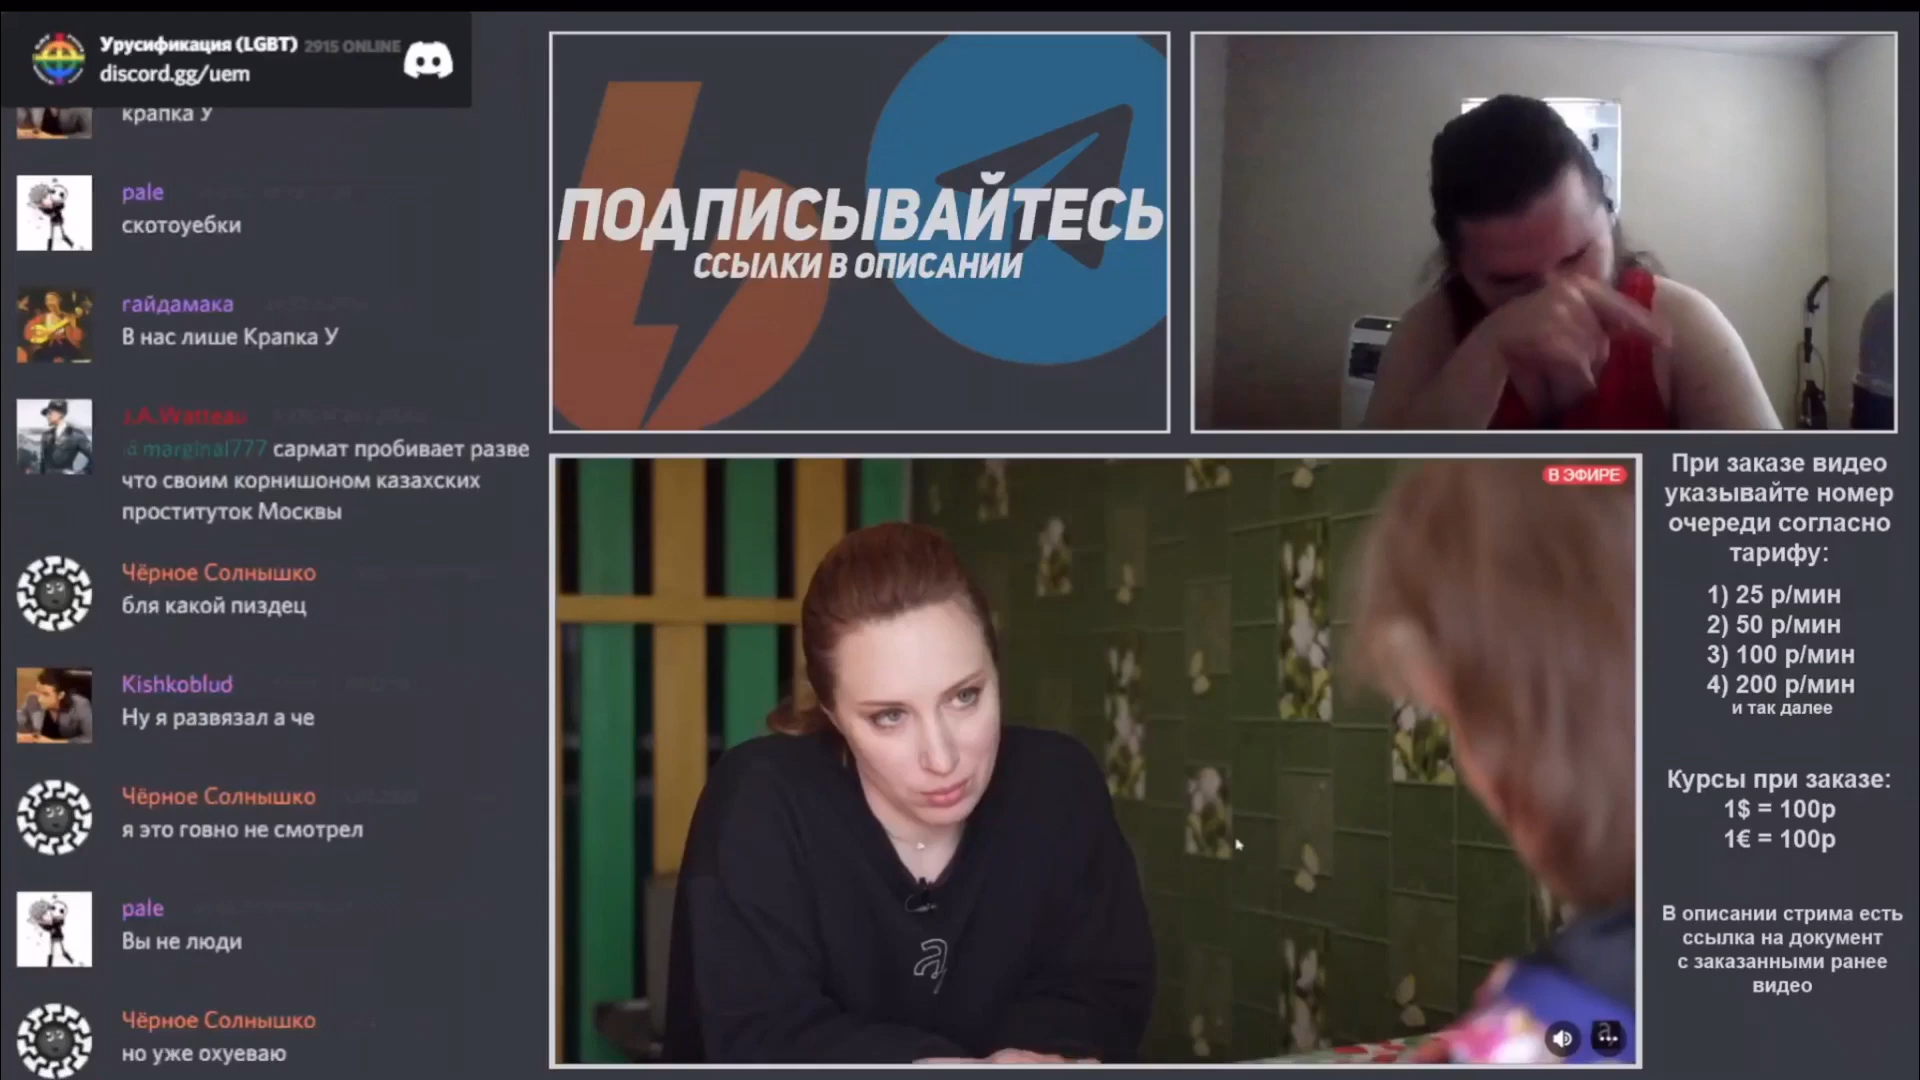 Урусификация (LGBT) 2915 ONLINE
discord.gg/uem
крапка У
pale
скотоуебки
гайдамака
В нас лише Крапка У
J.A.Watteau
marginal777 сармат пробивает разве
что своим корнишоном казахских
проституток Москвы
Чёрное Солнышко
бля какой пиздец
Kishkoblud
Ну я развязал а че
Чёрное Солнышко
я это говно не смотрел
pale
Вы не люди
Чёрное Солнышко
но уже охуеваю
ПОДПИСЫВАЙТЕСЬ
ССЫЛКИ В ОПИСАНИИ
В ЭФИРЕ
а
а
При заказе видео
указывайте номер
очереди согласно
тарифу:
1) 25 р/мин
2) 50 р/мин
3) 100 р/мин
4) 200 р/мин
и так далее
Курсы при заказе:
1$ = 100р
1€ = 100р
В описании стрима есть
ссылка на документ
с заказанными ранее
видео